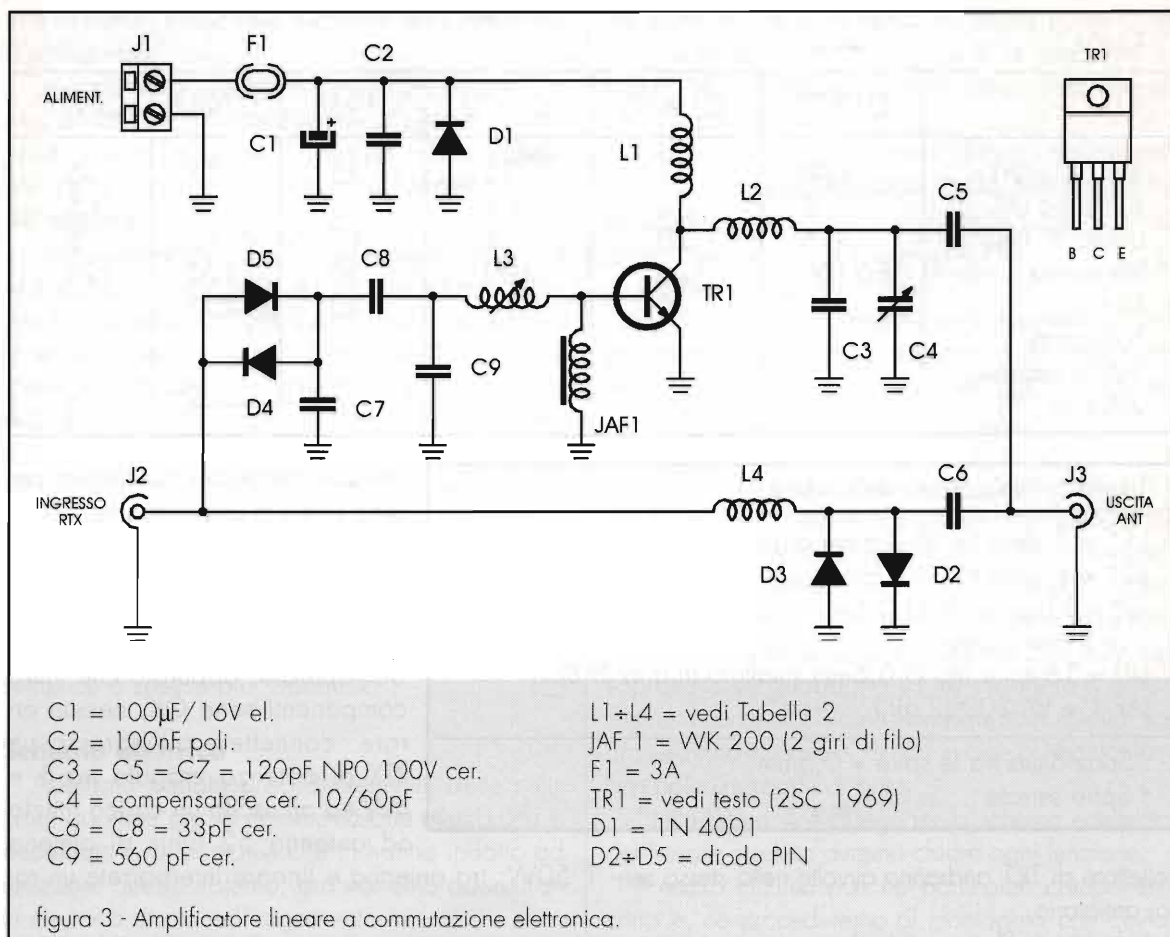 J1
F1
C2
TR1
ALIMENT.
C1
+
D1
L1
L2
C5
B C E
D5
C8
L3
TR1
C3
C4
D4
C7
C9
JAF1
J2
L4
C6
J3
INGRESSO
RTX
USCITA
ANT
D3
D2
C1 = 100µF/16V el.
C2 = 100nF poli.
C3 = C5 = C7 = 120pF NP0 100V cer.
C4 = compensatore cer. 10/60pF
C6 = C8 = 33pF cer.
C9 = 560 pF cer.
L1÷L4 = vedi Tabella 2
JAF 1 = WK 200 (2 giri di filo)
F1 = 3A
TR1 = vedi testo (2SC 1969)
D1 = 1N 4001
D2÷D5 = diodo PIN
figura 3 - Amplificatore lineare a commutazione elettronica.